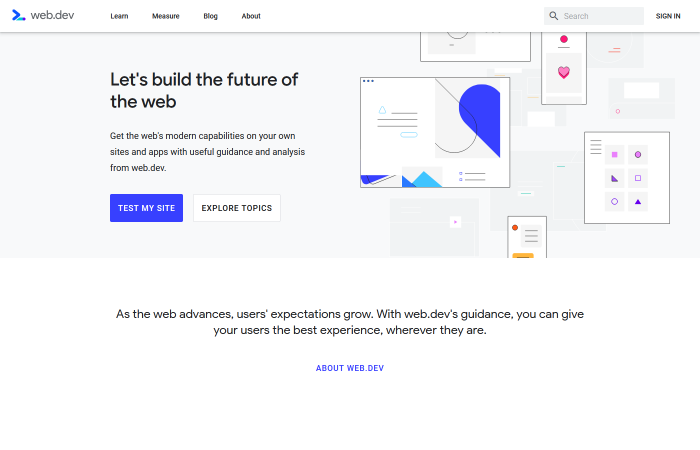 web.dev
Learn
Measure
Blog
About
Search
SIGN IN
Let's build the future of
the web
Get the web's modern capabilities on your own
sites and apps with useful guidance and analysis
from web.dev.
TEST MY SITE
EXPLORE TOPICS
As the web advances, users' expectations grow. With web.dev's guidance, you can give
your users the best experience, wherever they are.
ABOUT WEB.DEV